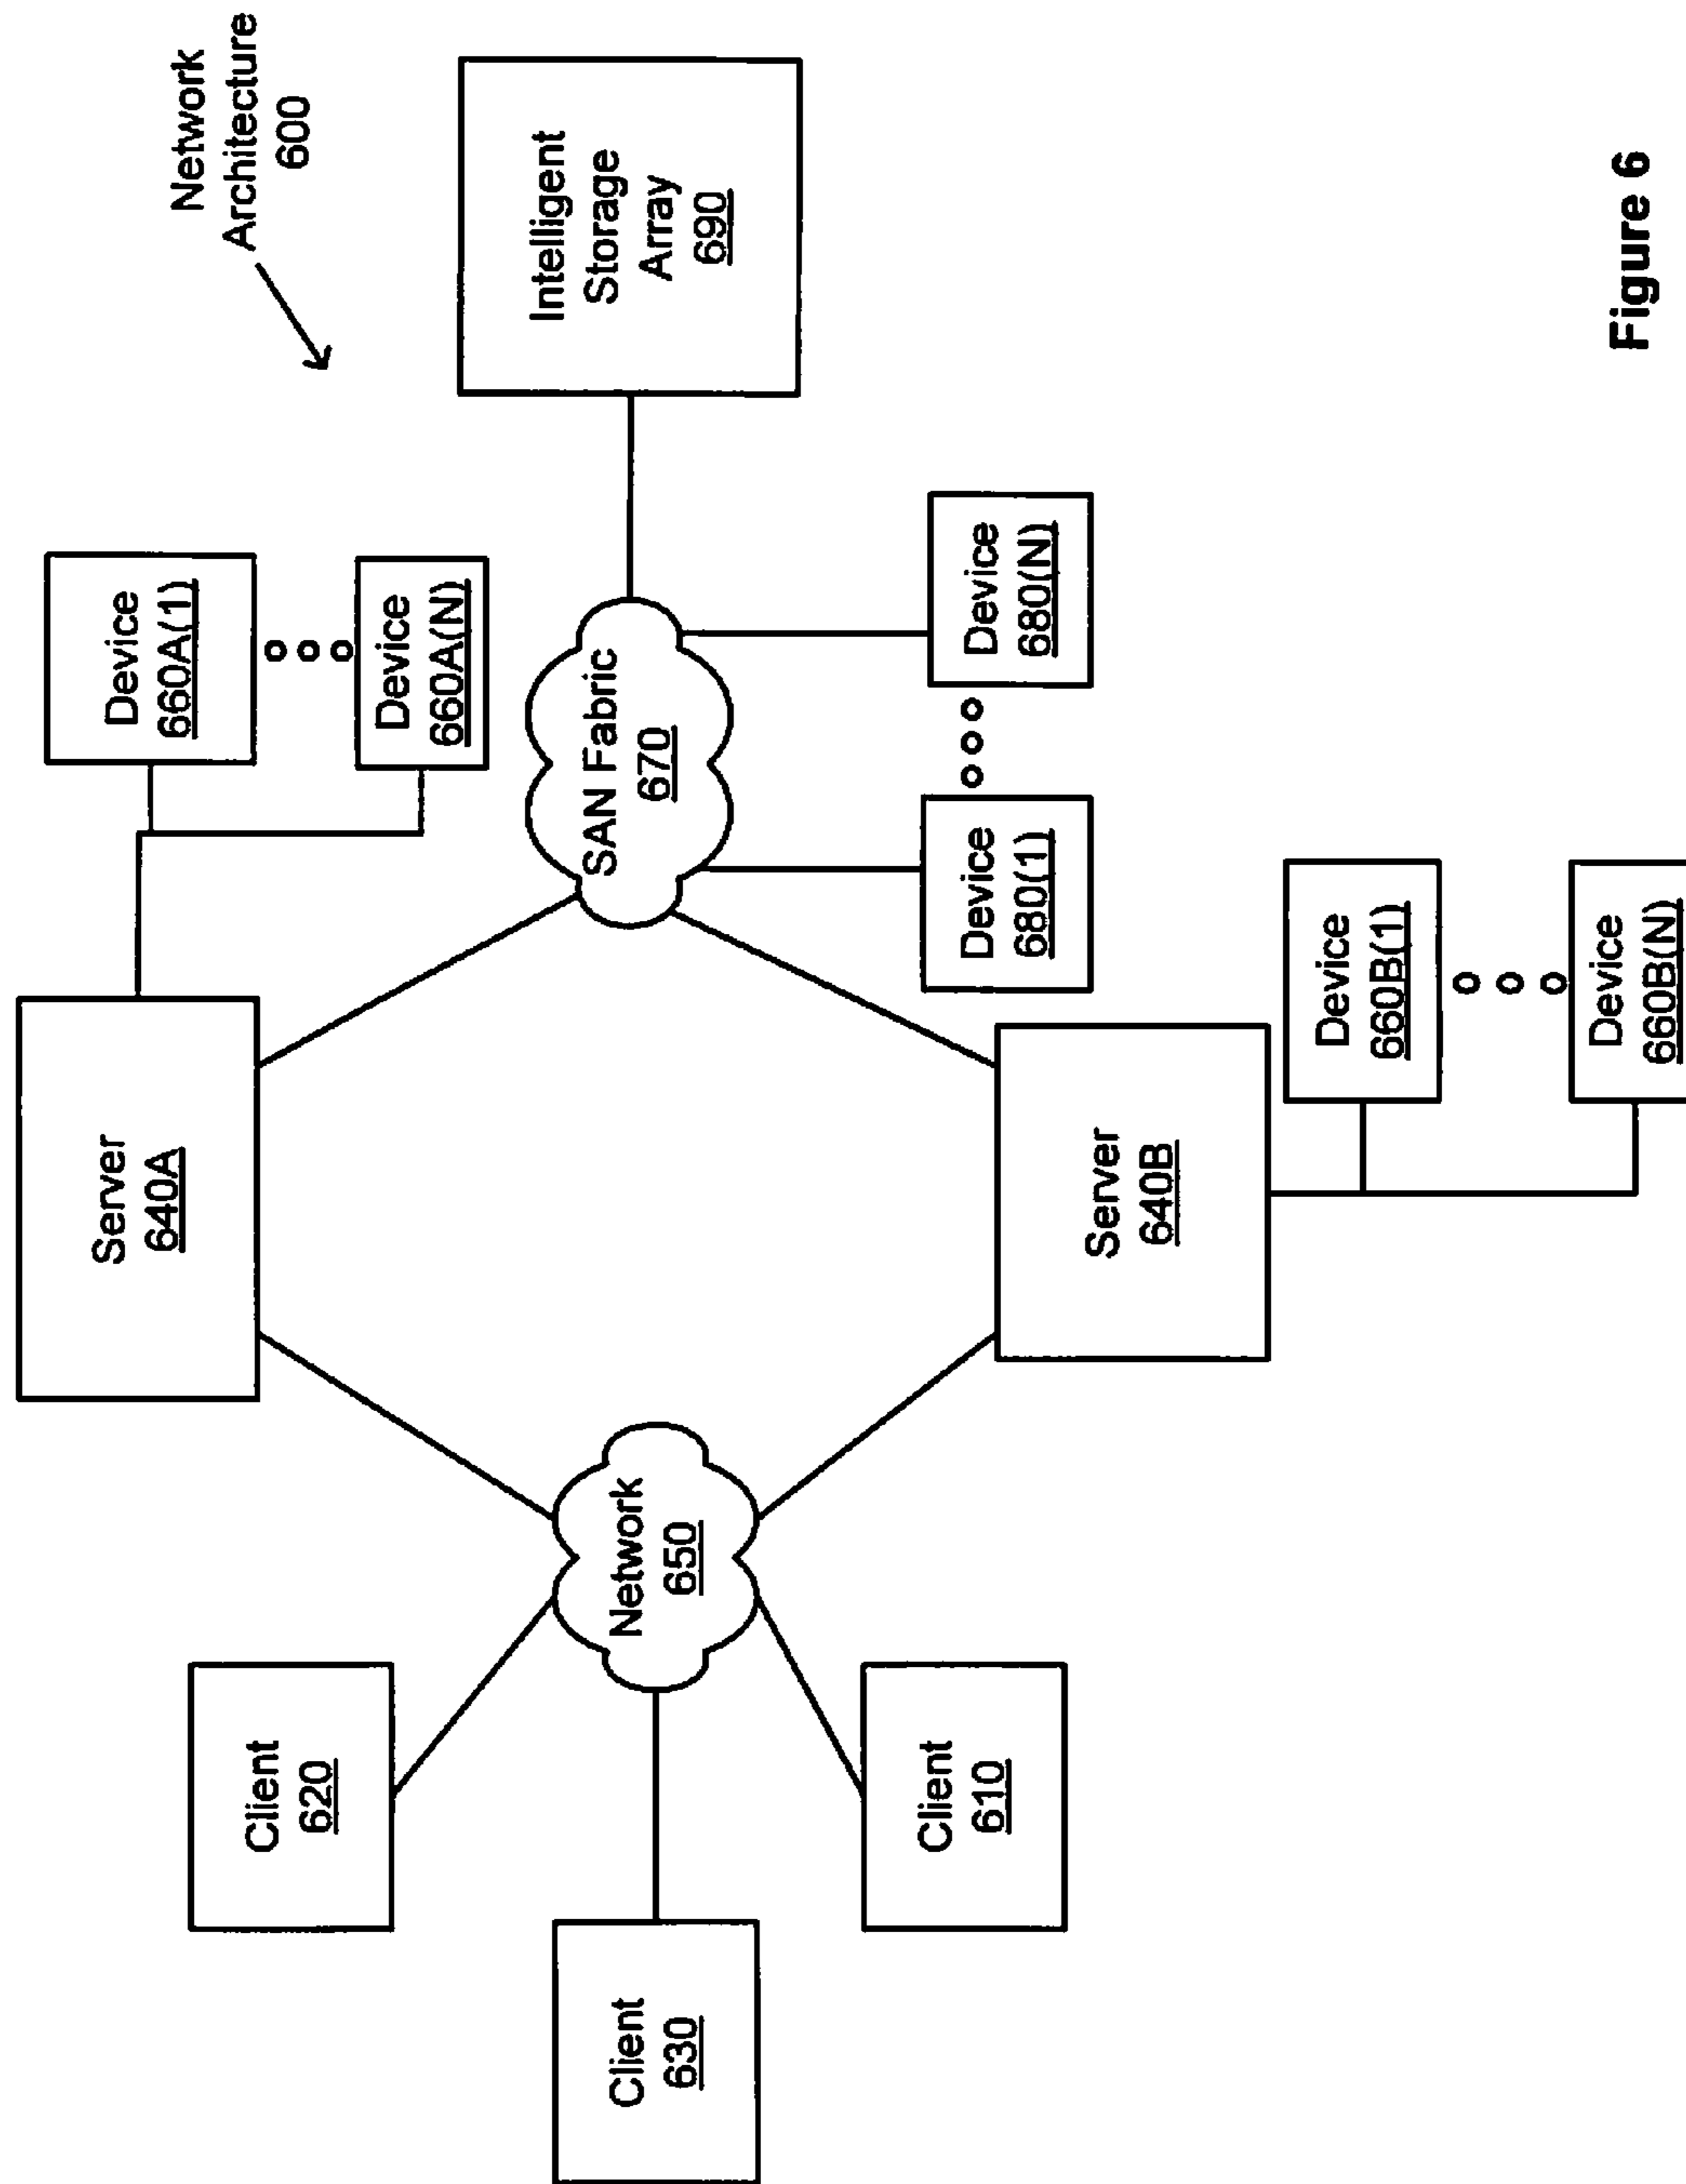 Network
Architecture
600
Client
620
Client
630
Client
610
Network
650
Server
640A
Server
640B
Device
660A(1)
Device
660A(N)
SAN Fabric
670
Intelligent
Storage
Array
690
Device
680(1)
Device
680(N)
Device
660B(1)
Device
660B(N)
Figure 6